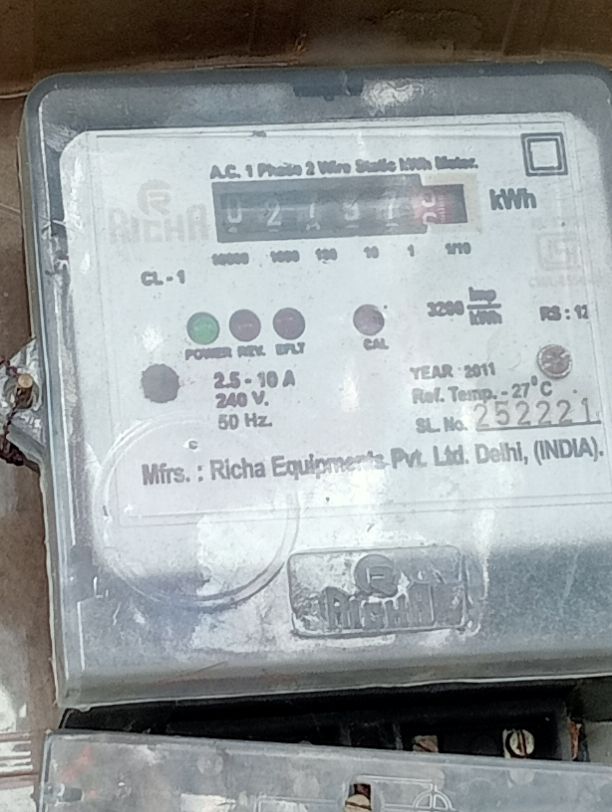 A.C. 1 Phase 2 Wire Static kWh Meter.
RICHA
kWh
10000 1000 100 10 1 1/10
CL - 1
3200 imp/kWh
RS : 12
POWER REV. EFLT
CAL
2.5 - 10 A
240 V.
50 Hz.
YEAR : 2011
Ref. Temp. - 27°C
SL. No. 252221
Mfrs. : Richa Equipments Pvt. Ltd. Delhi, (INDIA).
RICHA